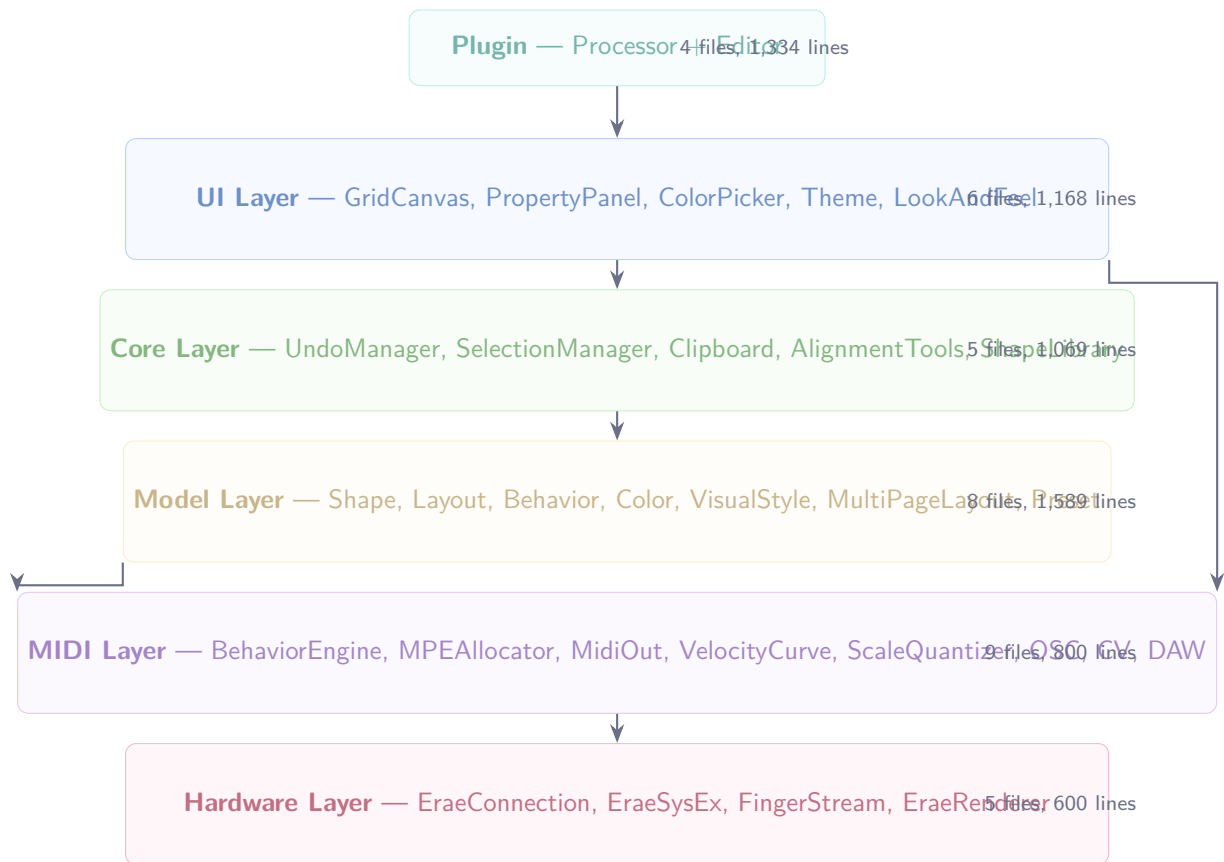 Plugin — Processor + Editor
4 files, 1,334 lines
UI Layer — GridCanvas, PropertyPanel, ColorPicker, Theme, LookAndFeel
6 files, 1,168 lines
Core Layer — UndoManager, SelectionManager, Clipboard, AlignmentTools, ShapeLibrary
5 files, 1,069 lines
Model Layer — Shape, Layout, Behavior, Color, VisualStyle, MultiPageLayout, Preset
8 files, 1,589 lines
MIDI Layer — BehaviorEngine, MPEAllocator, MidiOut, VelocityCurve, ScaleQuantizer, OSC, CV, DAW
9 files, 800 lines
Hardware Layer — EraeConnection, EraeSysEx, FingerStream, EraeRenderer
5 files, 600 lines